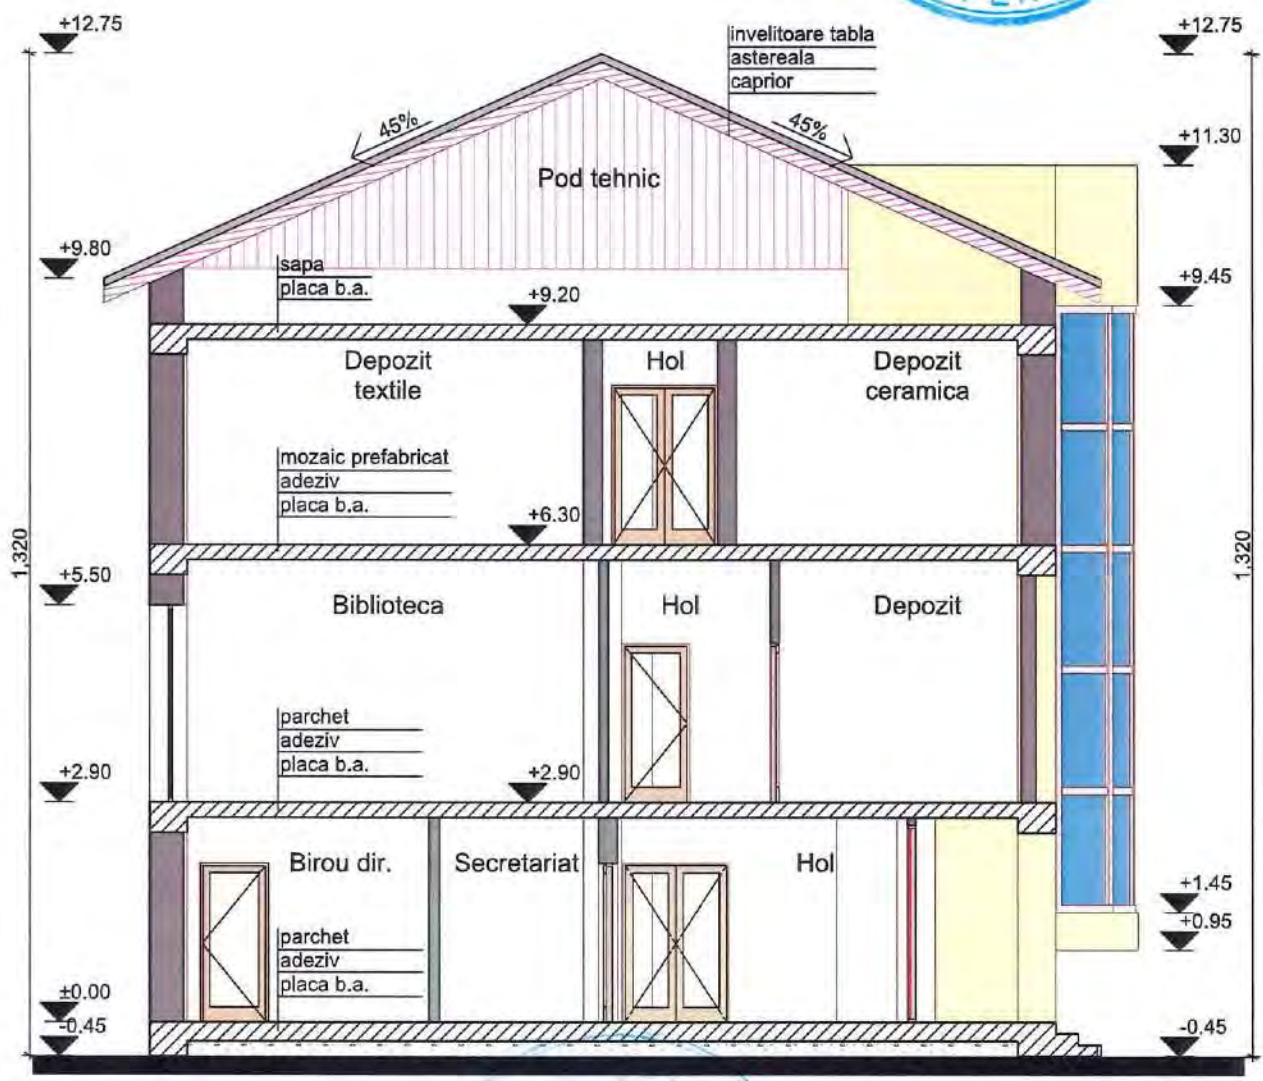 +12.75
+12.75
invelitoare tabla
astereala
caprior
45%
45%
+11.30
Pod tehnic
+9.80
sapa
placa b.a.
+9.20
+9.45
Depozit
textile
Hol
Depozit
ceramica
mozaic prefabricat
adeziv
placa b.a.
+6.30
1,320
1,320
+5.50
Biblioteca
Hol
Depozit
parchet
adeziv
placa b.a.
+2.90
+2.90
Birou dir.
Secretariat
Hol
+1.45
+0.95
parchet
adeziv
placa b.a.
±0.00
-0.45
-0.45